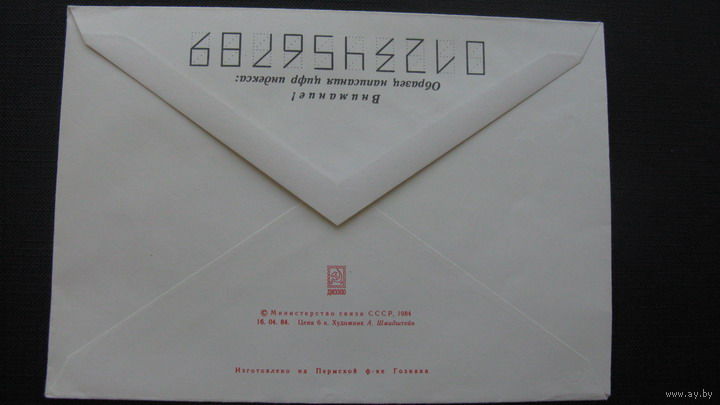 Внимание!
Образец написания цифр индекса:
0123456789
© Министерство связи СССР, 1984
16. 04. 84. Цена 6 к. Художник А. Шмидштейн
Изготовлено на Пермской ф-ке Гознака.
www.ay.by